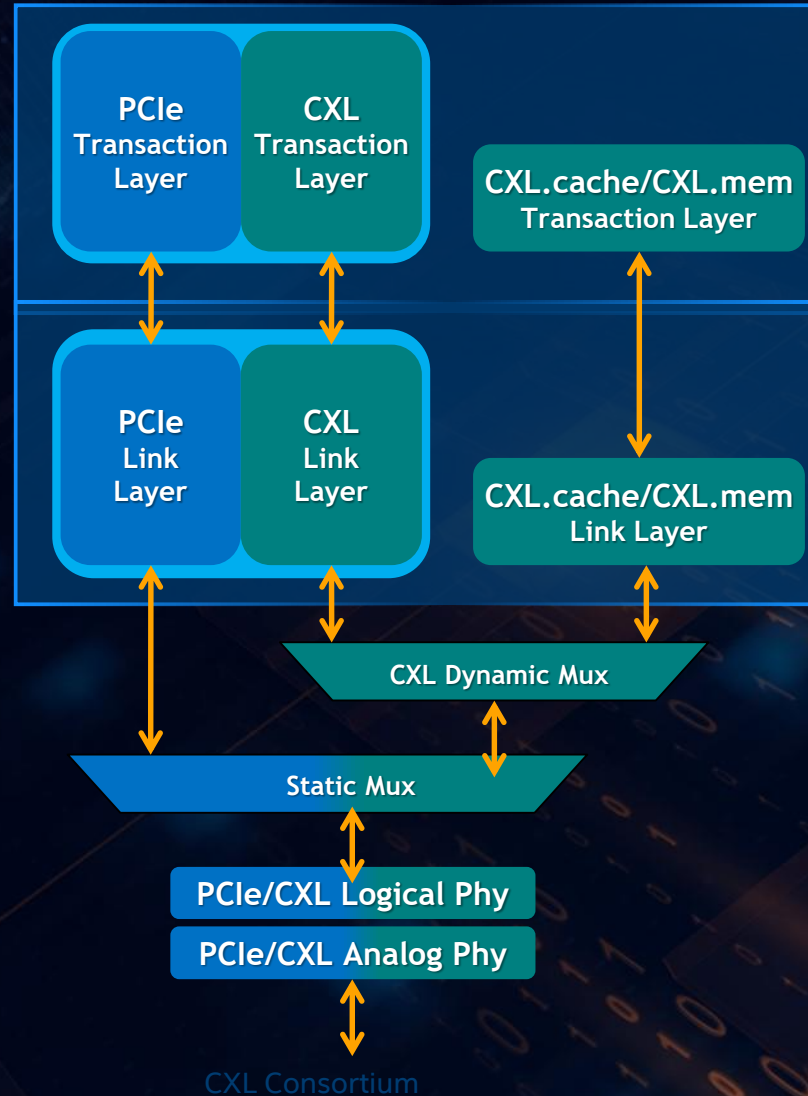 PCIe
Transaction
Layer
CXL
Transaction
Layer
CXL.cache/CXL.mem
Transaction Layer
PCIe
Link
Layer
CXL
Link
Layer
CXL.cache/CXL.mem
Link Layer
CXL Dynamic Mux
Static Mux
PCIe/CXL Logical Phy
PCIe/CXL Analog Phy
CXL Consortium